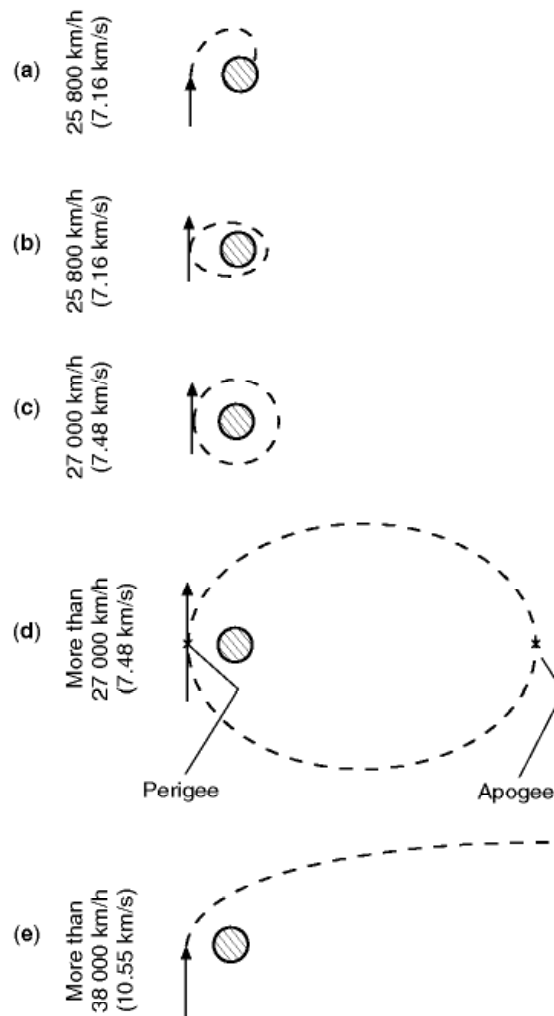 (a)
25 800 km/h
(7.16 km/s)
(b)
25 800 km/h
(7.16 km/s)
(c)
27 000 km/h
(7.48 km/s)
(d)
More than
27 000 km/h
(7.48 km/s)
Perigee
Apogee
(e)
More than
38 000 km/h
(10.55 km/s)